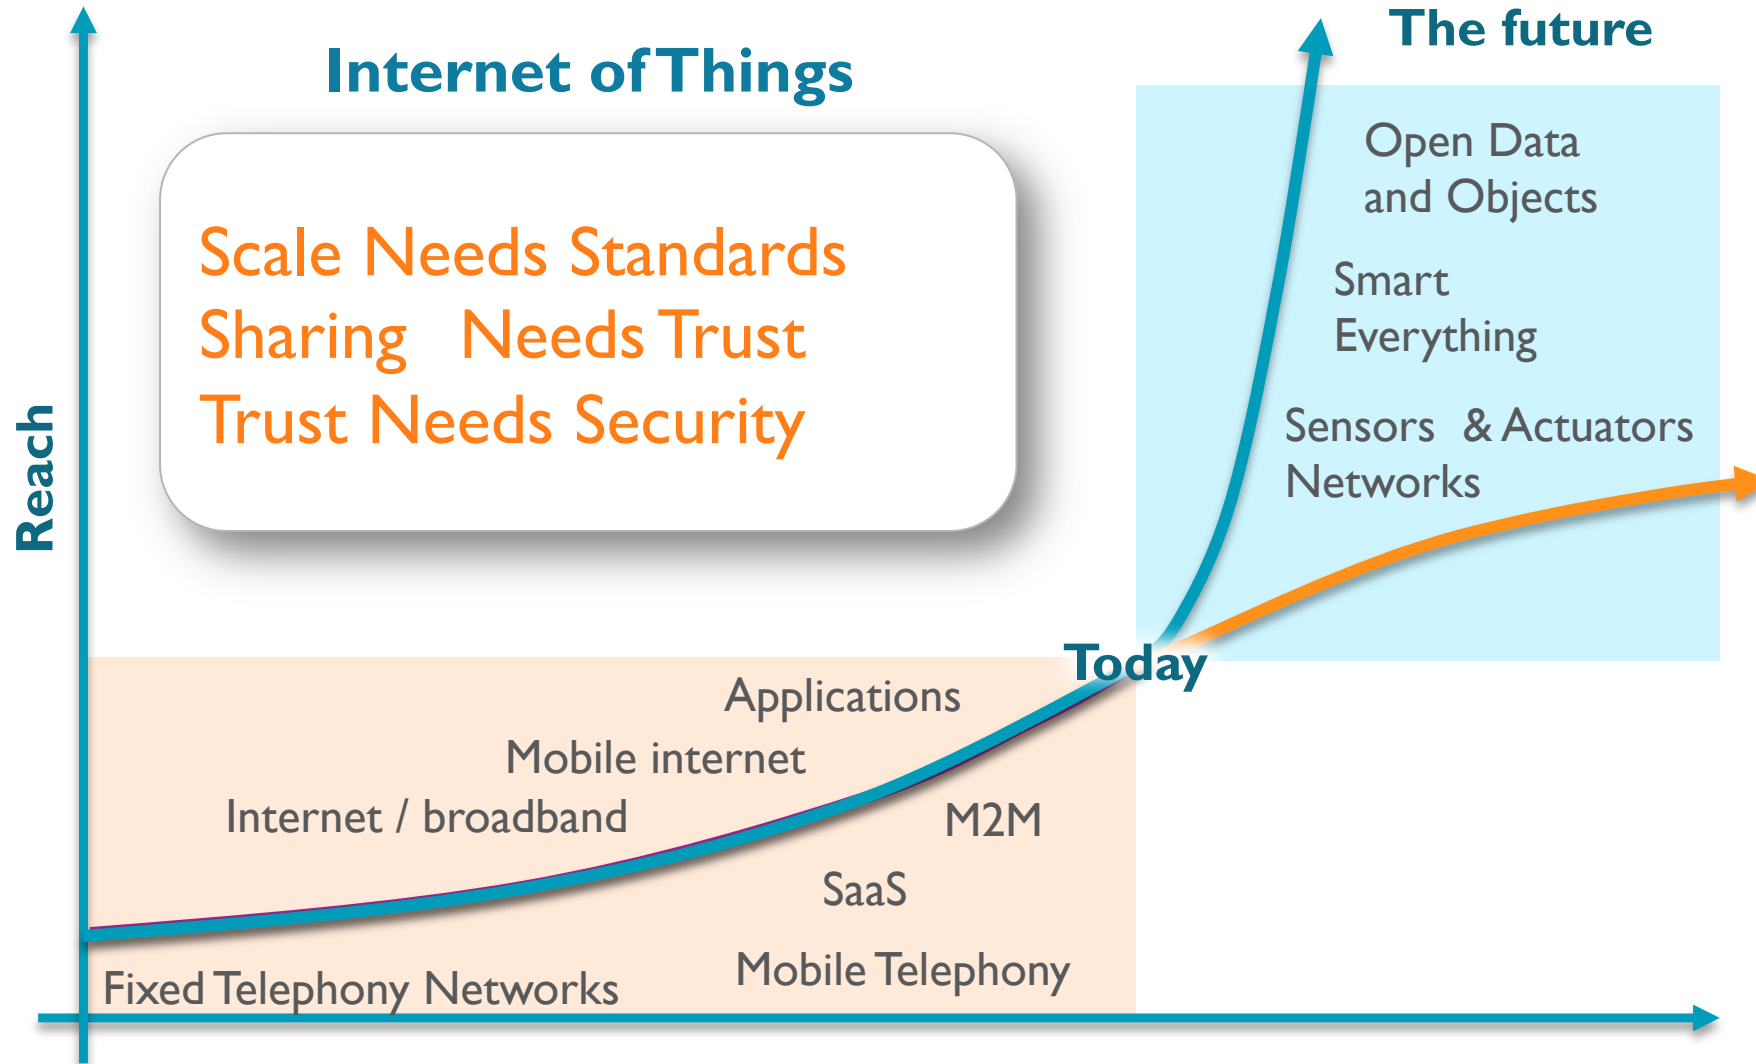 The future
Internet of Things
Open Data
and Objects
Scale Needs Standards
Sharing Needs Trust
Trust Needs Security
Smart
Everything
Sensors & Actuators
Networks
Reach
Today
Applications
Mobile internet
Internet / broadband
M2M
SaaS
Mobile Telephony
Fixed Telephony Networks